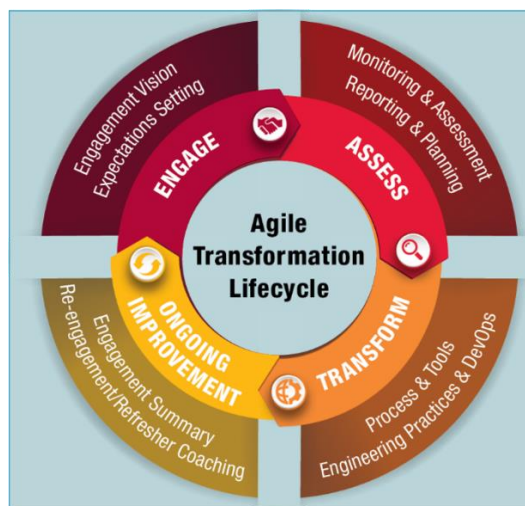 Engagement Vision
Expectations Setting
ENGAGE
Monitoring & Assessment
Reporting & Planning
ASSESS
Agile
Transformation
Lifecycle
TRANSFORM
Process & Tools
Engineering Practices & DevOps
ONGOING
IMPROVEMENT
Engagement Summary
Re-engagement/Refresher Coaching